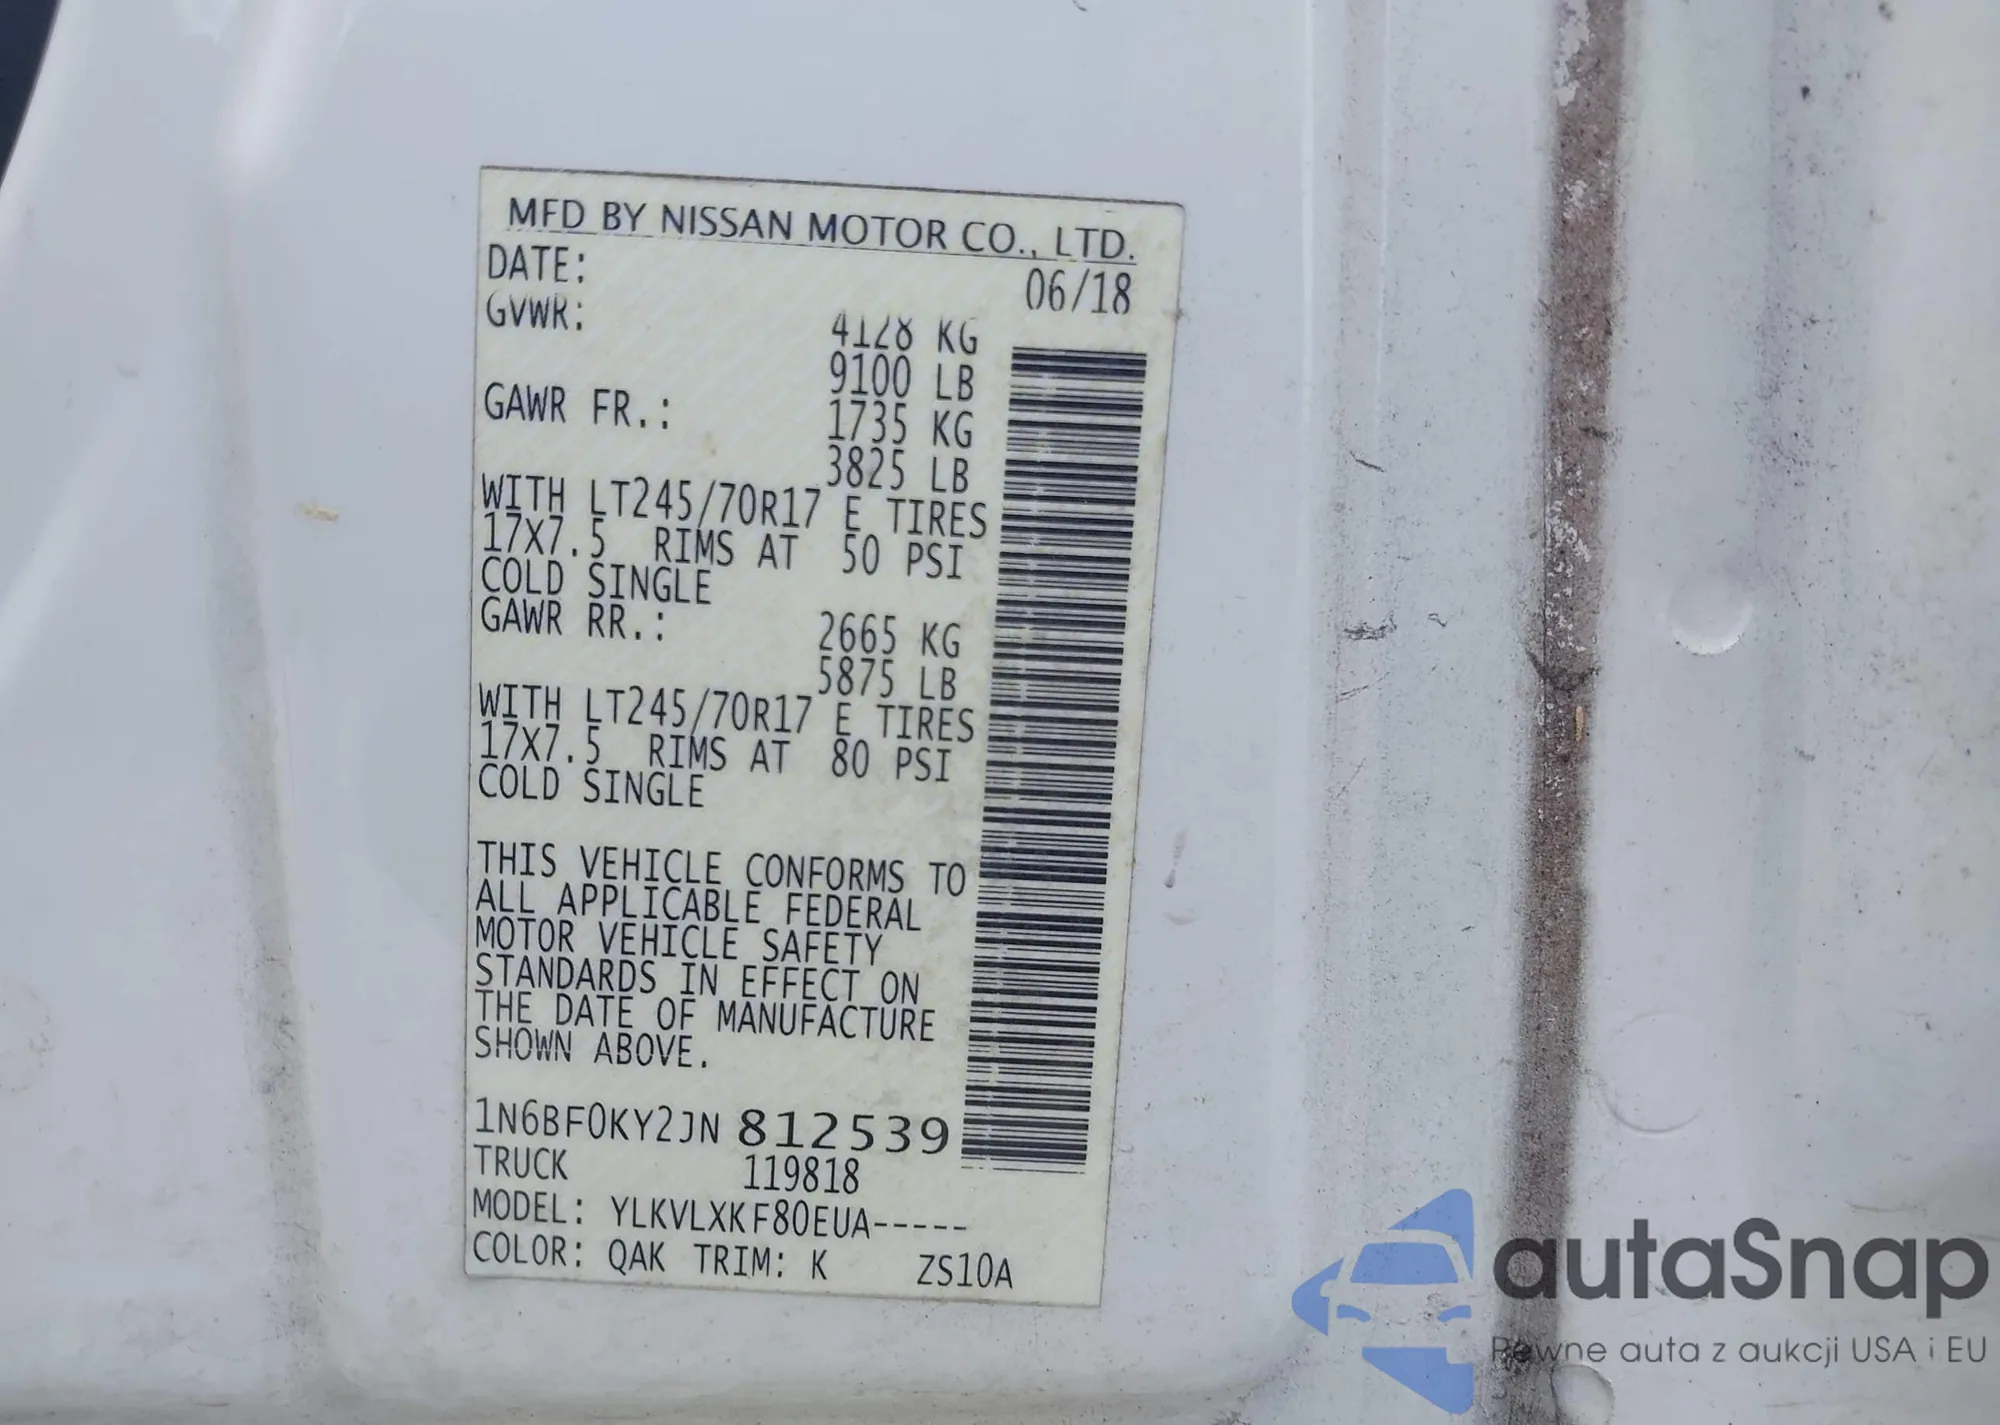 MFD BY NISSAN MOTOR CO., LTD.
DATE: 06/18
GVWR: 4128 KG
9100 LB
GAWR FR.: 1735 KG
3825 LB
WITH LT245/70R17 E TIRES
17X7.5 RIMS AT 50 PSI
COLD SINGLE
GAWR RR.: 2665 KG
5875 LB
WITH LT245/70R17 E TIRES
17X7.5 RIMS AT 80 PSI
COLD SINGLE
THIS VEHICLE CONFORMS TO
ALL APPLICABLE FEDERAL
MOTOR VEHICLE SAFETY
STANDARDS IN EFFECT ON
THE DATE OF MANUFACTURE
SHOWN ABOVE.
1N6BF0KY2JN 812539
TRUCK 119818
MODEL: YLKVLXKF80EUA-----
COLOR: QAK TRIM: K ZS10A
autaSnap
Pewne auta z aukcji USA i EU